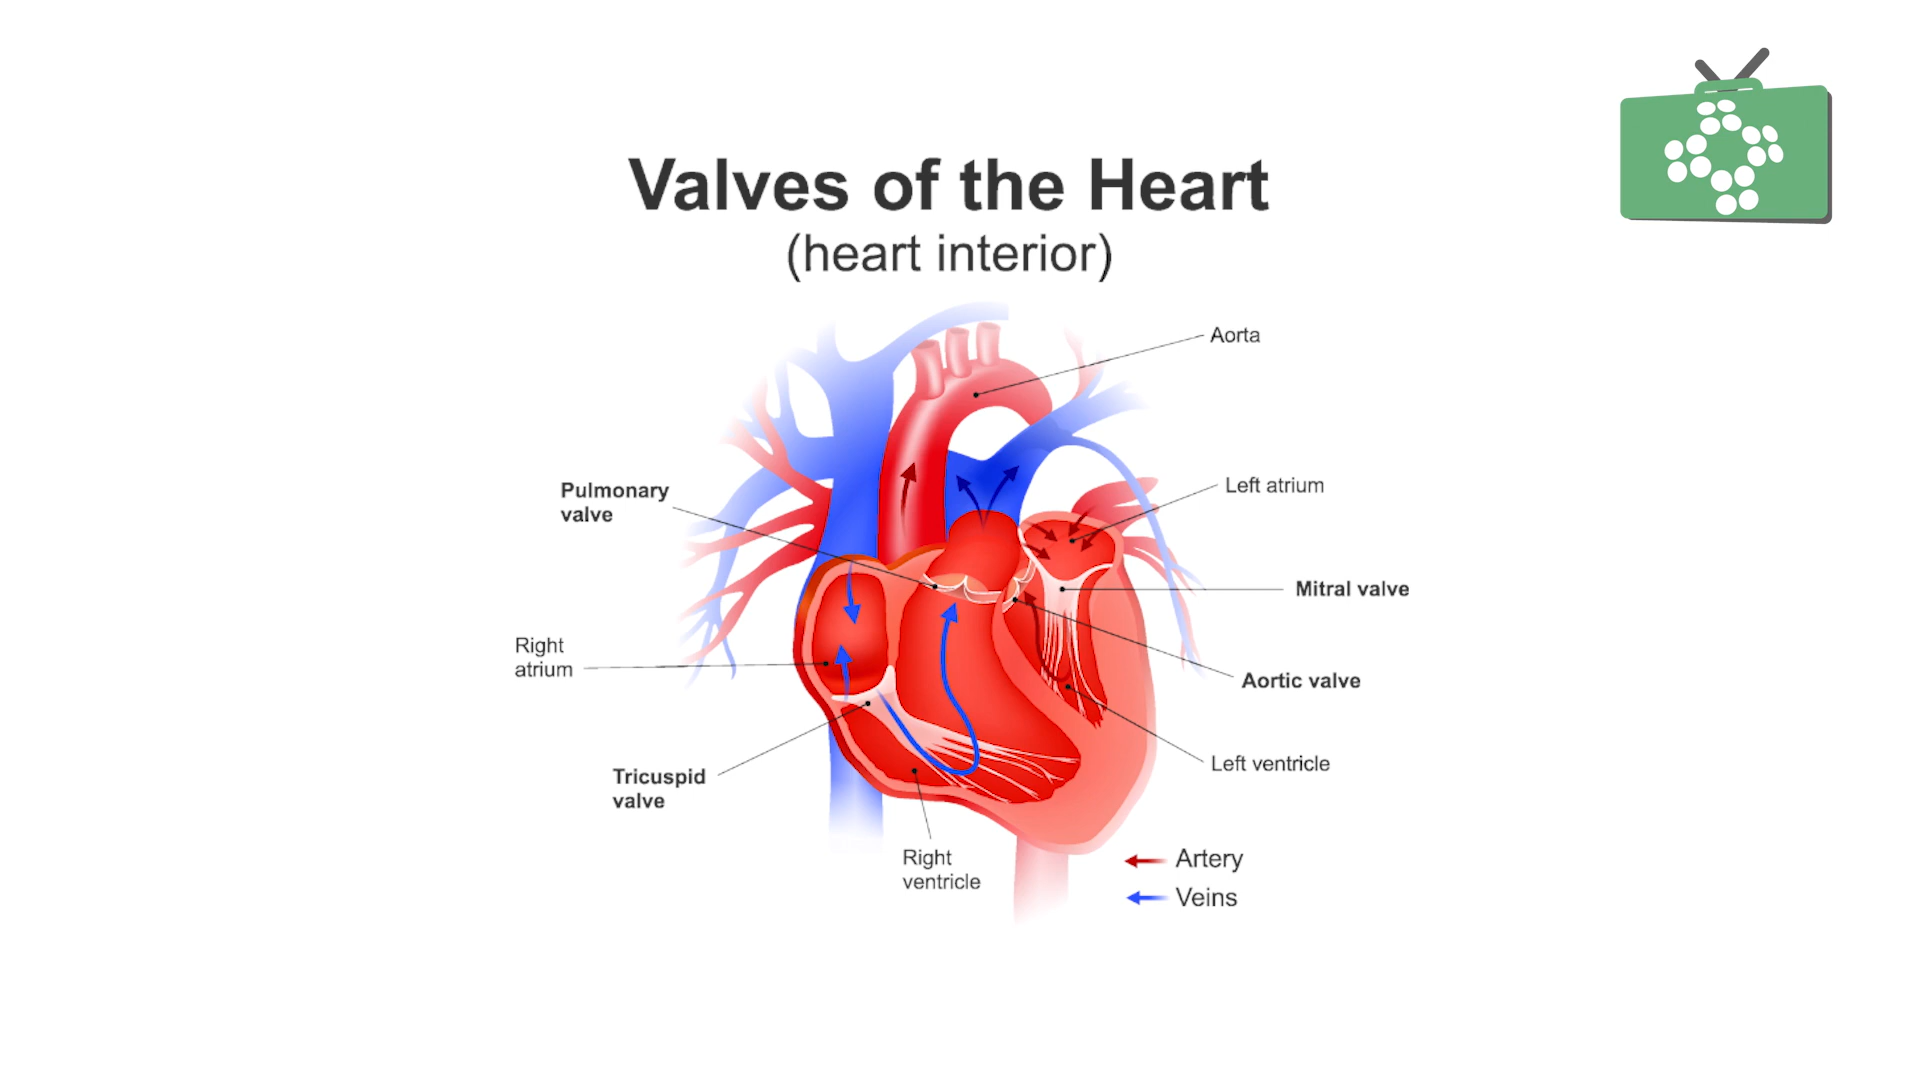 Valves of the Heart
(heart interior)
Aorta
Pulmonary
valve
Left atrium
Mitral valve
Right
atrium
Aortic valve
Tricuspid
valve
Left ventricle
Right
ventricle
Artery
Veins